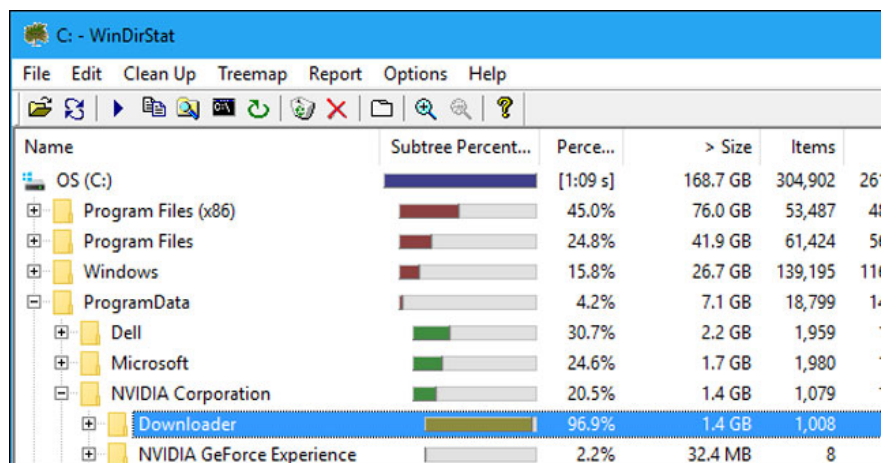 C: - WinDirStat
File Edit Clean Up Treemap Report Options Help
Name Subtree Percent... Perce... > Size Items
OS (C:) [1:09 s] 168.7 GB 304,902
Program Files (x86) 45.0% 76.0 GB 53,487
Program Files 24.8% 41.9 GB 61,424
Windows 15.8% 26.7 GB 139,195
ProgramData 4.2% 7.1 GB 18,799
Dell 30.7% 2.2 GB 1,959
Microsoft 24.6% 1.7 GB 1,980
NVIDIA Corporation 20.5% 1.4 GB 1,079
Downloader 96.9% 1.4 GB 1,008
NVIDIA GeForce Experience 2.2% 32.4 MB 8